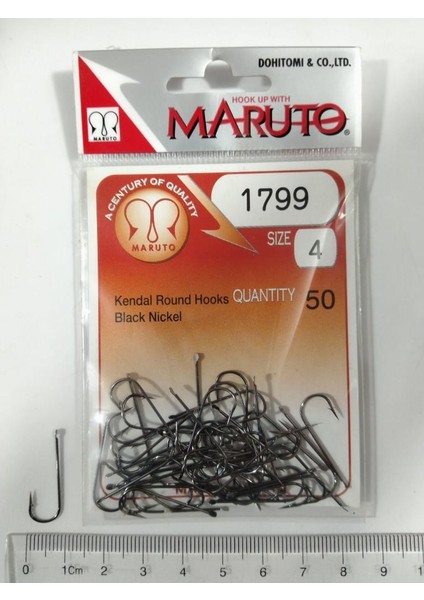 DOHITOMI & CO.,LTD.
HOOK UP WITH
MARUTO®
MARUTO
A CENTURY OF QUALITY
MARUTO
1799
SIZE 4
Kendal Round Hooks
Black Nickel
QUANTITY 50
0 1Cm 2 3 4 5 6 7 8 9 1